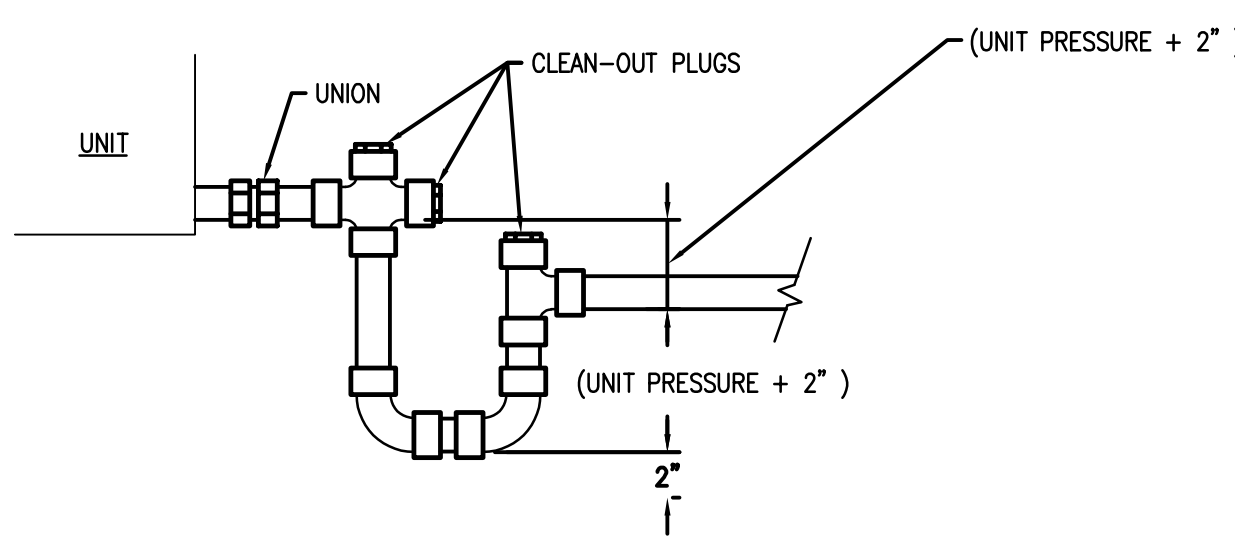 (UNIT PRESSURE + 2” )
CLEAN-OUT PLUGS
UNION
UNIT
(UNIT PRESSURE + 2” )
2”